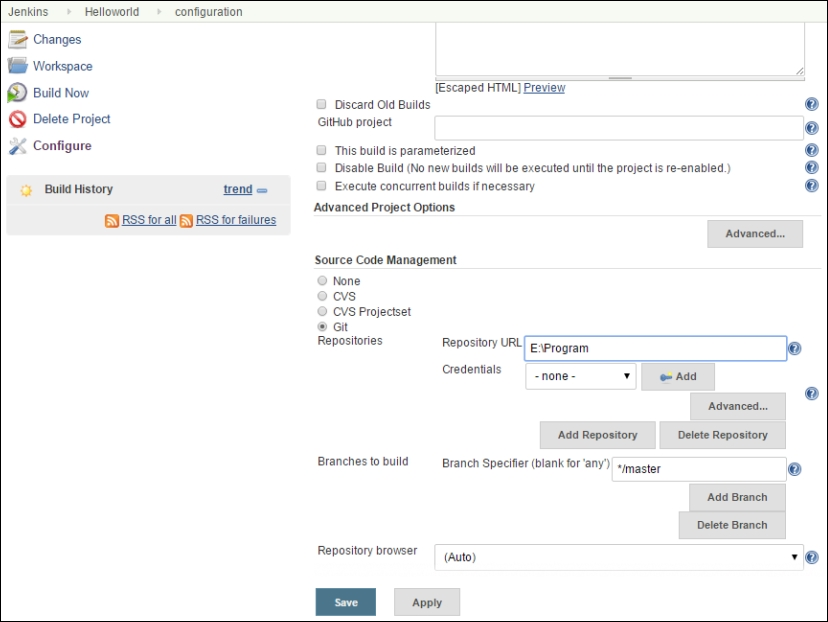 Jenkins Helloworld configuration
Changes
Workspace
Build Now
Delete Project
Configure
Build History trend
RSS for all RSS for failures
[Escaped HTML] Preview
Discard Old Builds
GitHub project
This build is parameterized
Disable Build (No new builds will be executed until the project is re-enabled.)
Execute concurrent builds if necessary
Advanced Project Options
Advanced...
Source Code Management
None
CVS
CVS Projectset
Git
Repositories
Repository URL E:\Program
Credentials - none - Add
Advanced...
Add Repository Delete Repository
Branches to build Branch Specifier (blank for 'any') */master
Add Branch
Delete Branch
Repository browser (Auto)
Save Apply